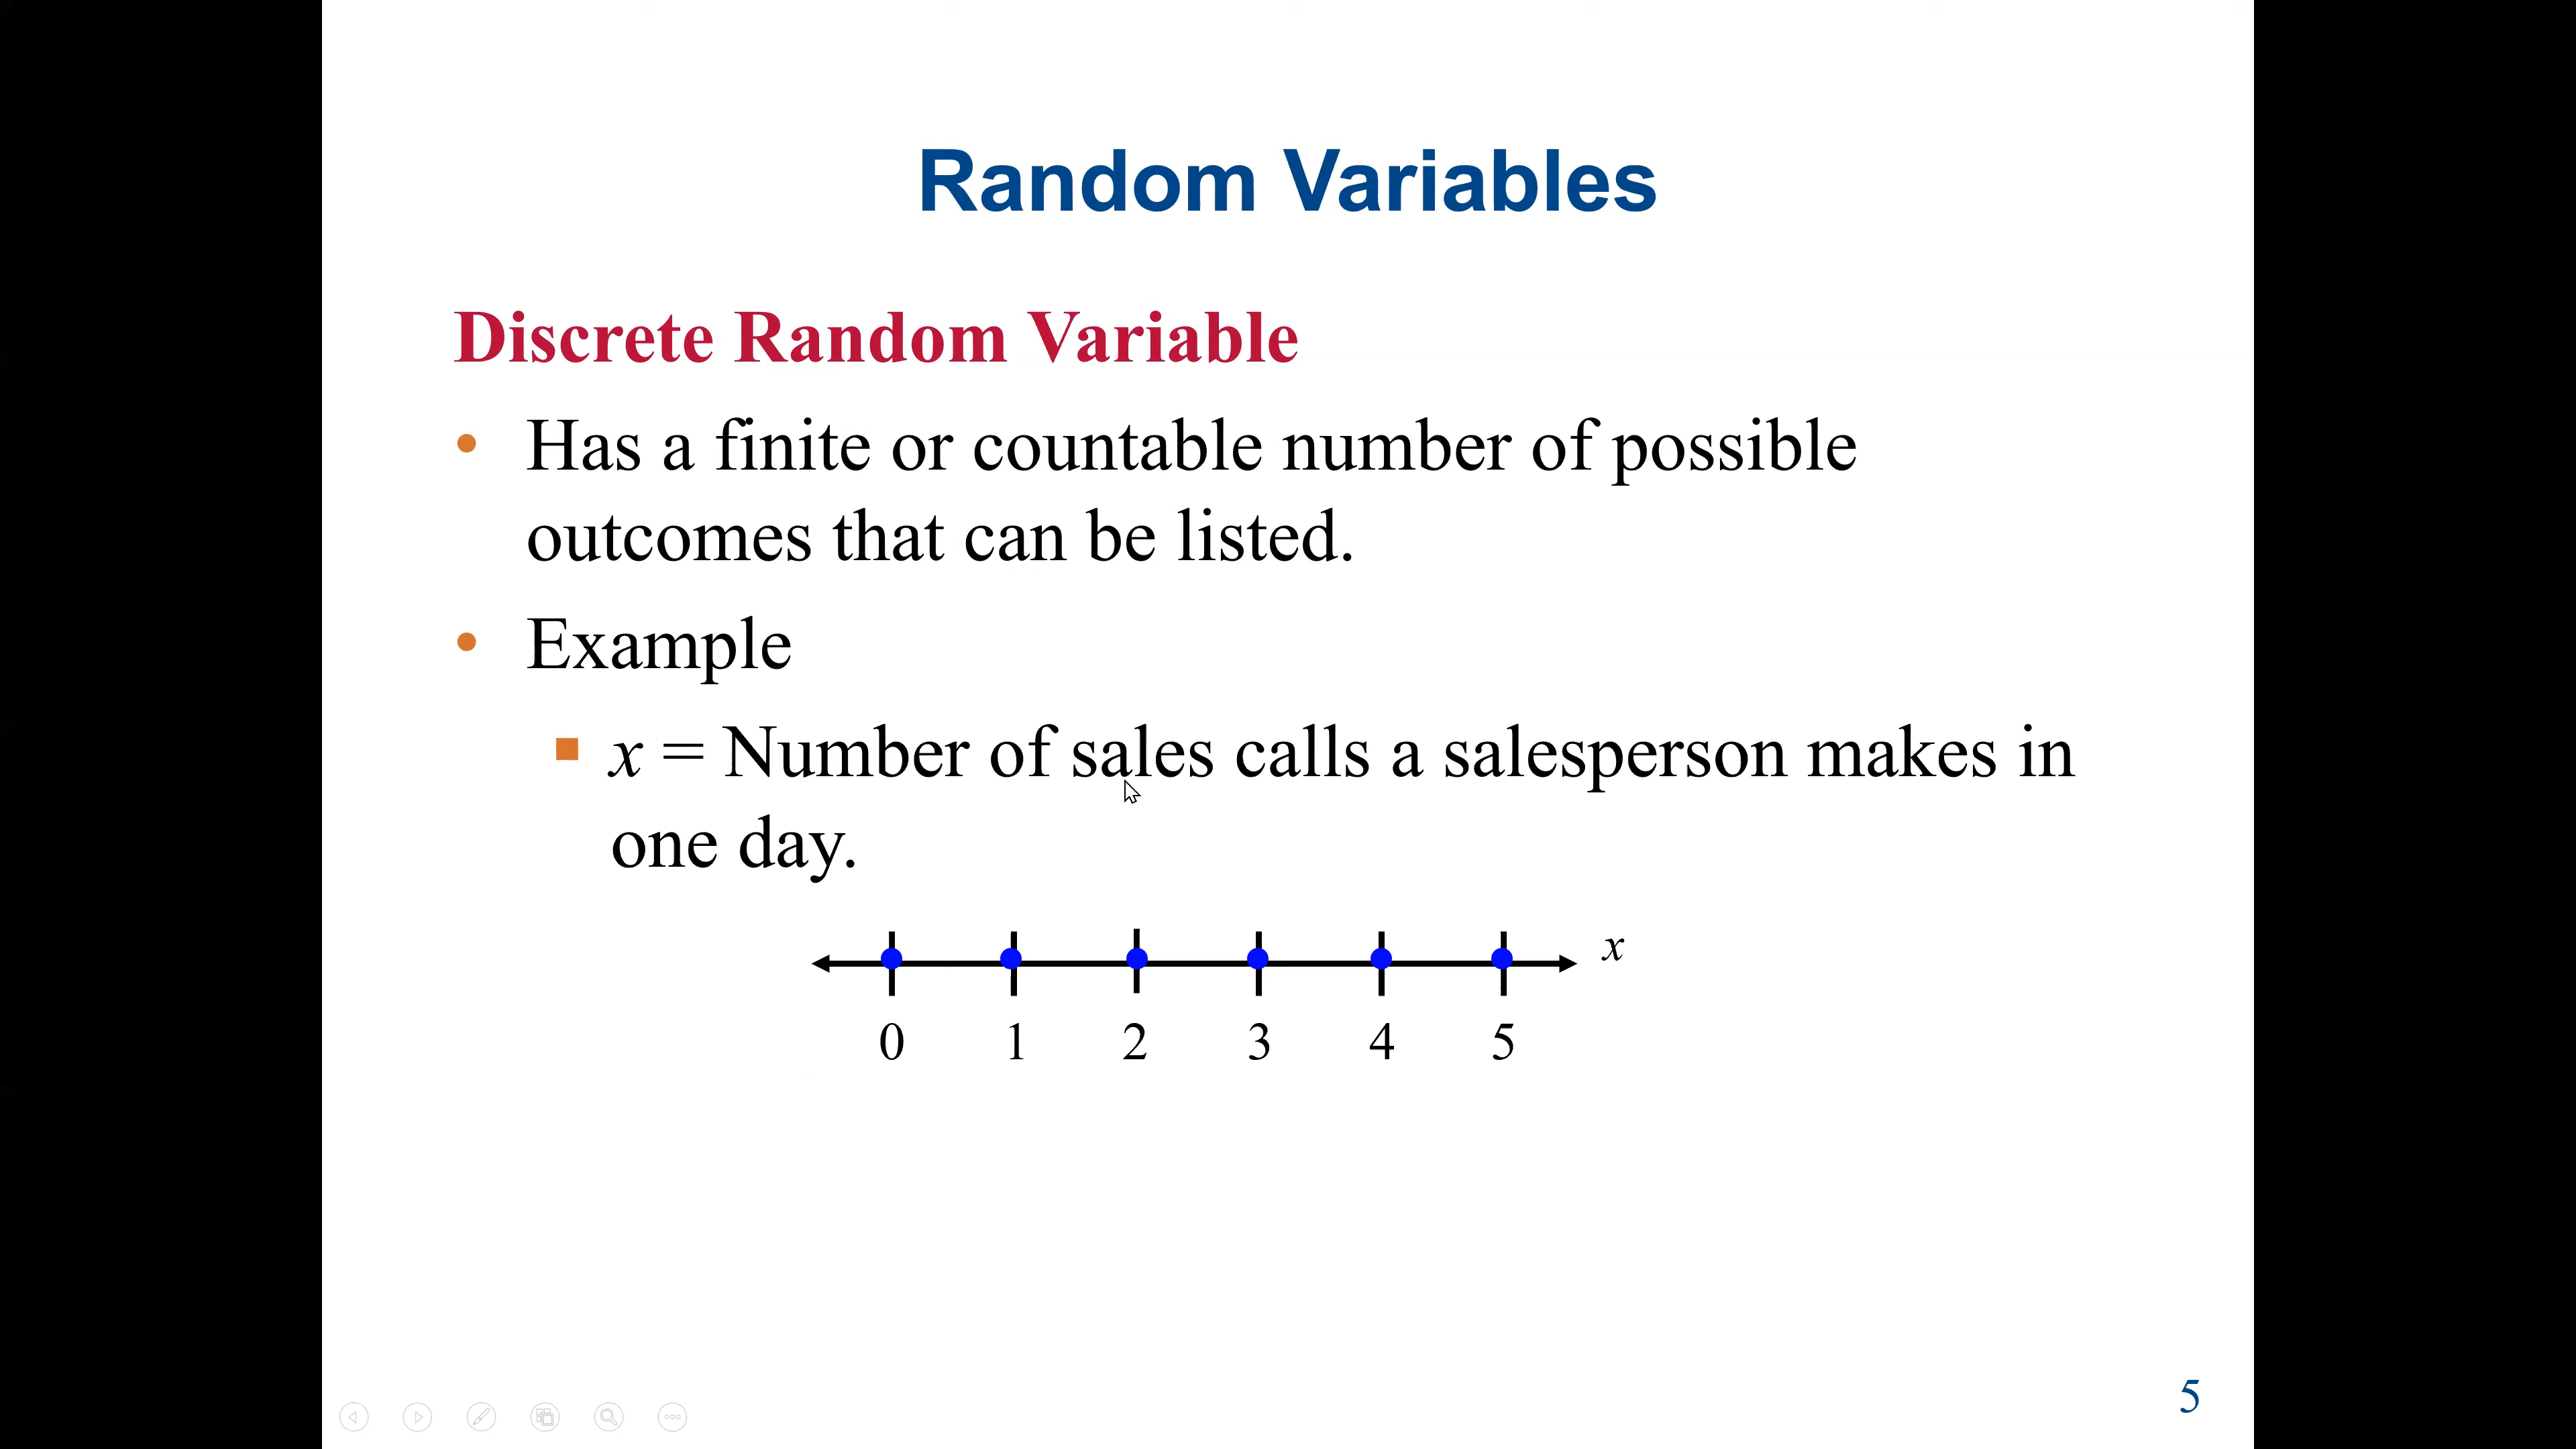 Random Variables
Discrete Random Variable
• Has a finite or countable number of possible
outcomes that can be listed.
• Example
▪ x = Number of sales calls a salesperson makes in
one day.
x
0 1 2 3 4 5
5